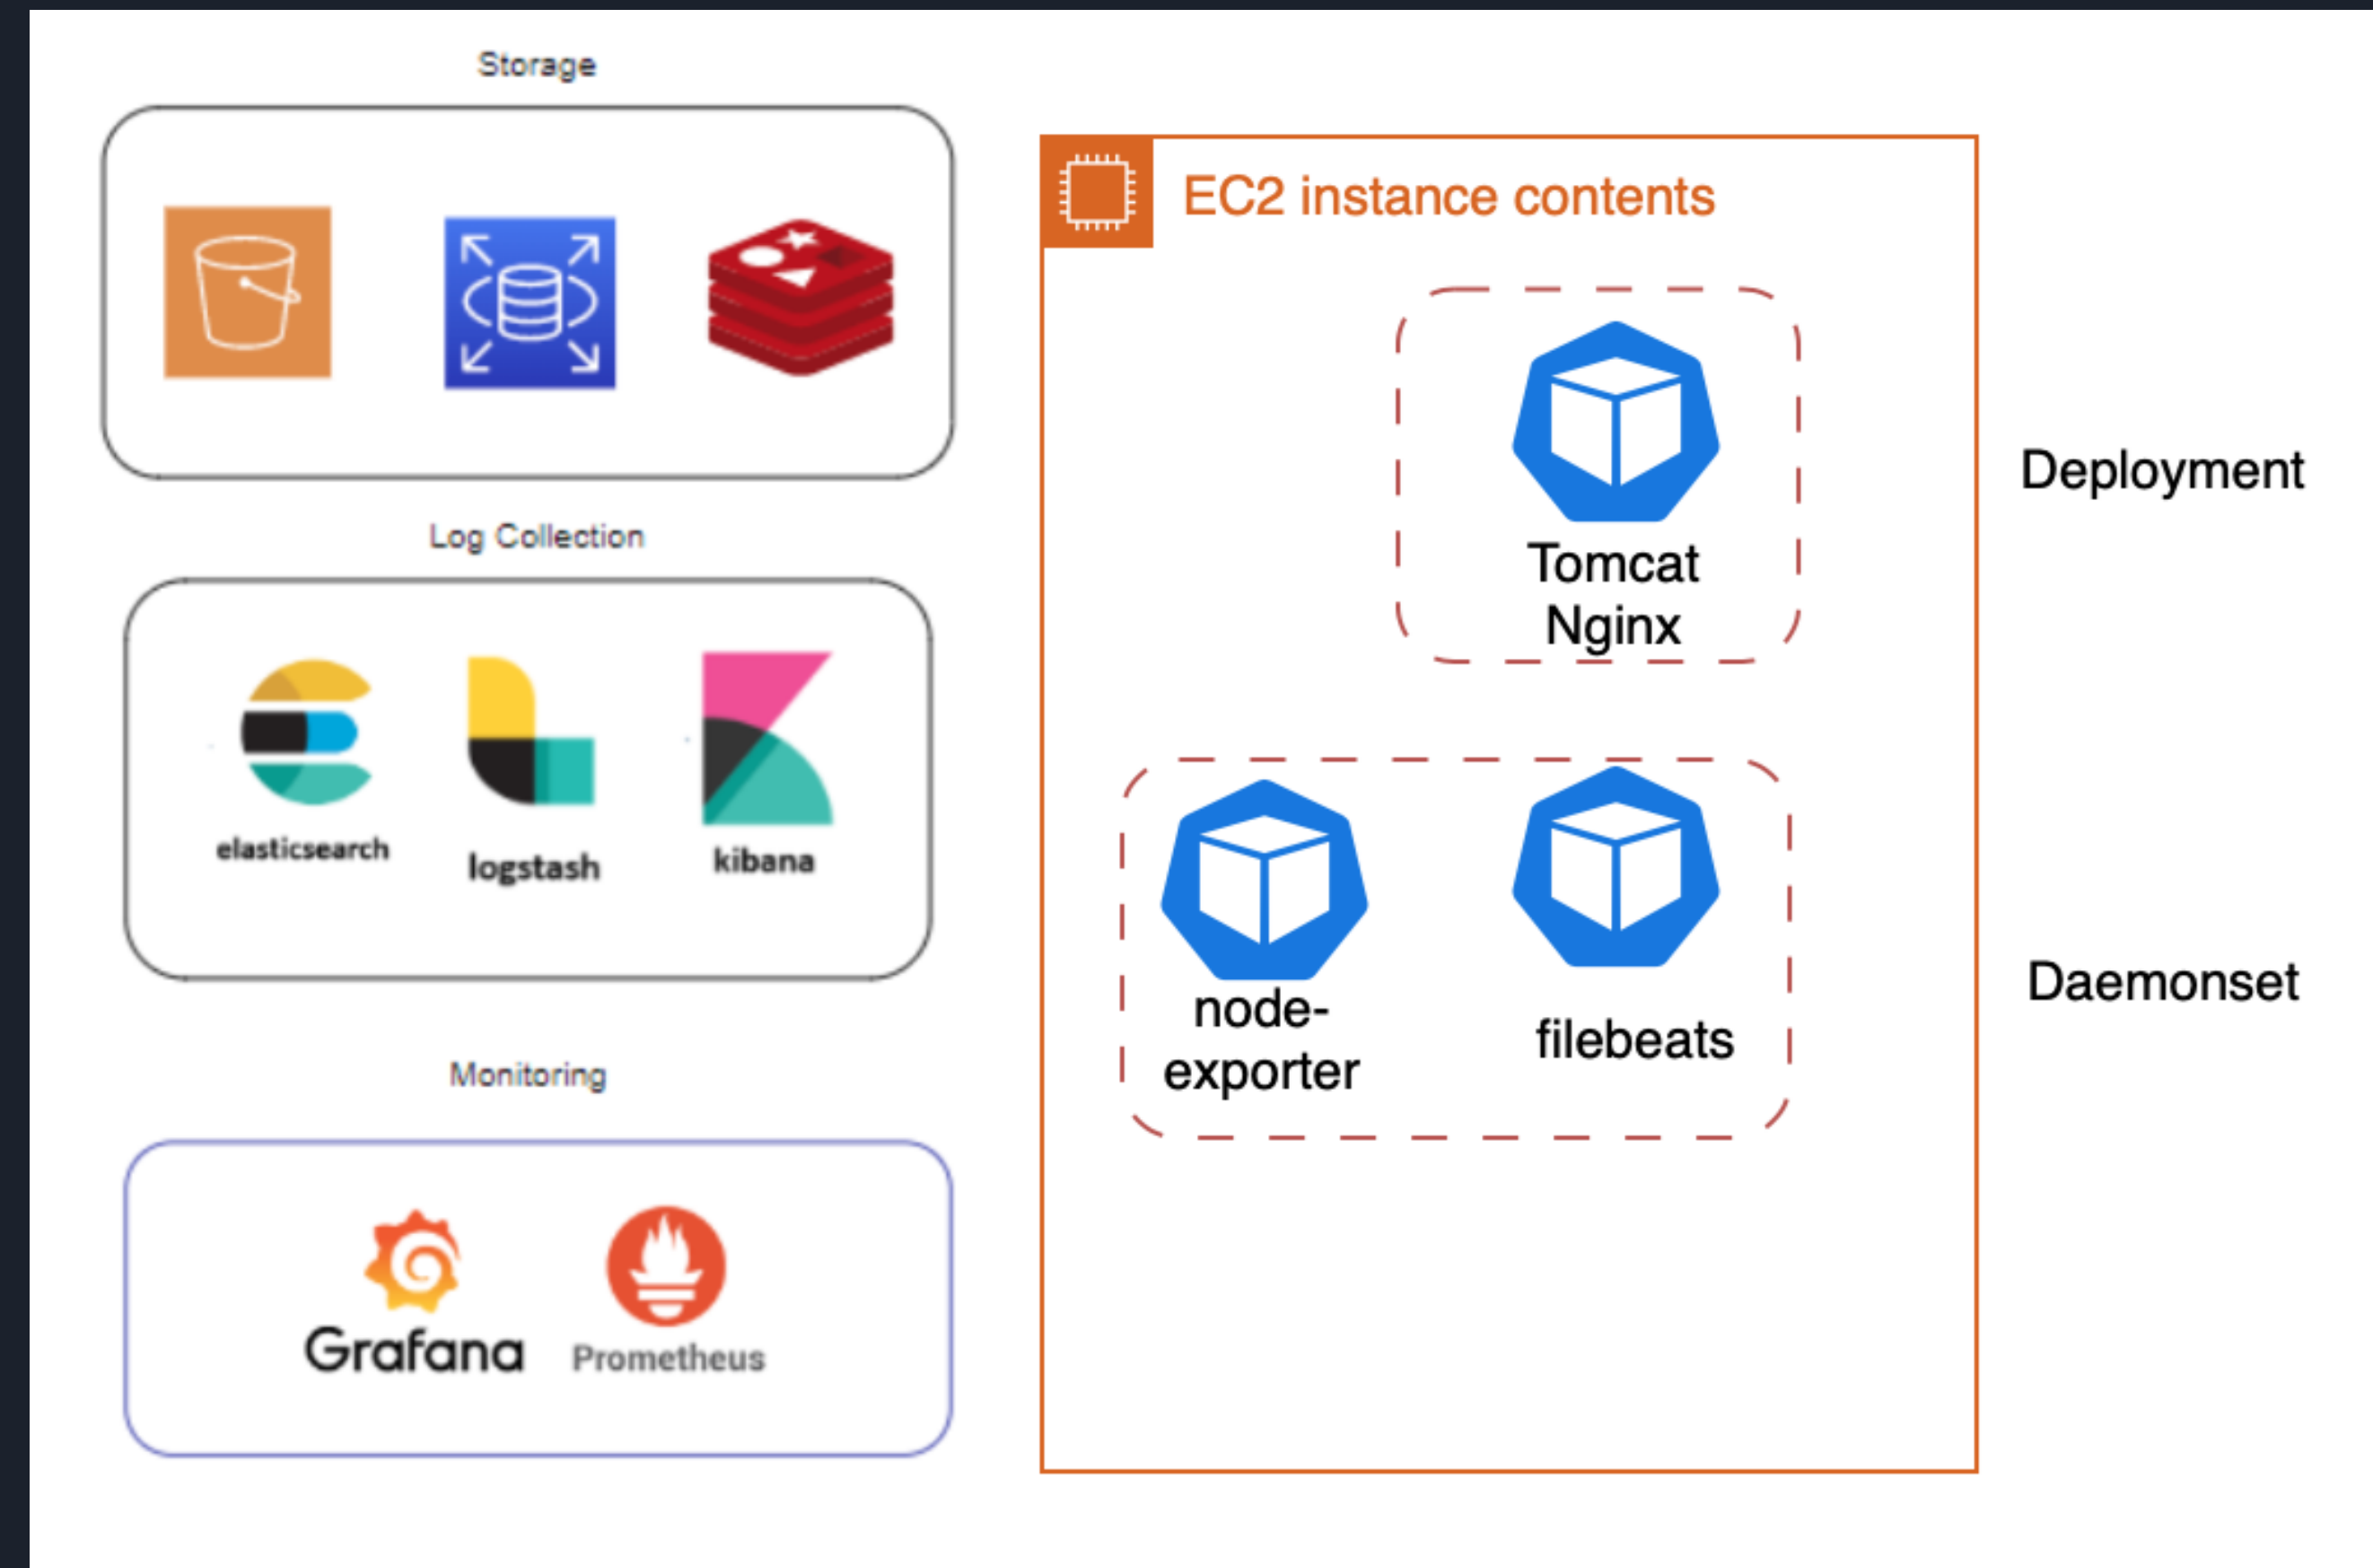 Storage
Log Collection
elasticsearch
logstash
kibana
Monitoring
Grafana
Prometheus
EC2 instance contents
Tomcat
Nginx
Deployment
node-
exporter
filebeats
Daemonset